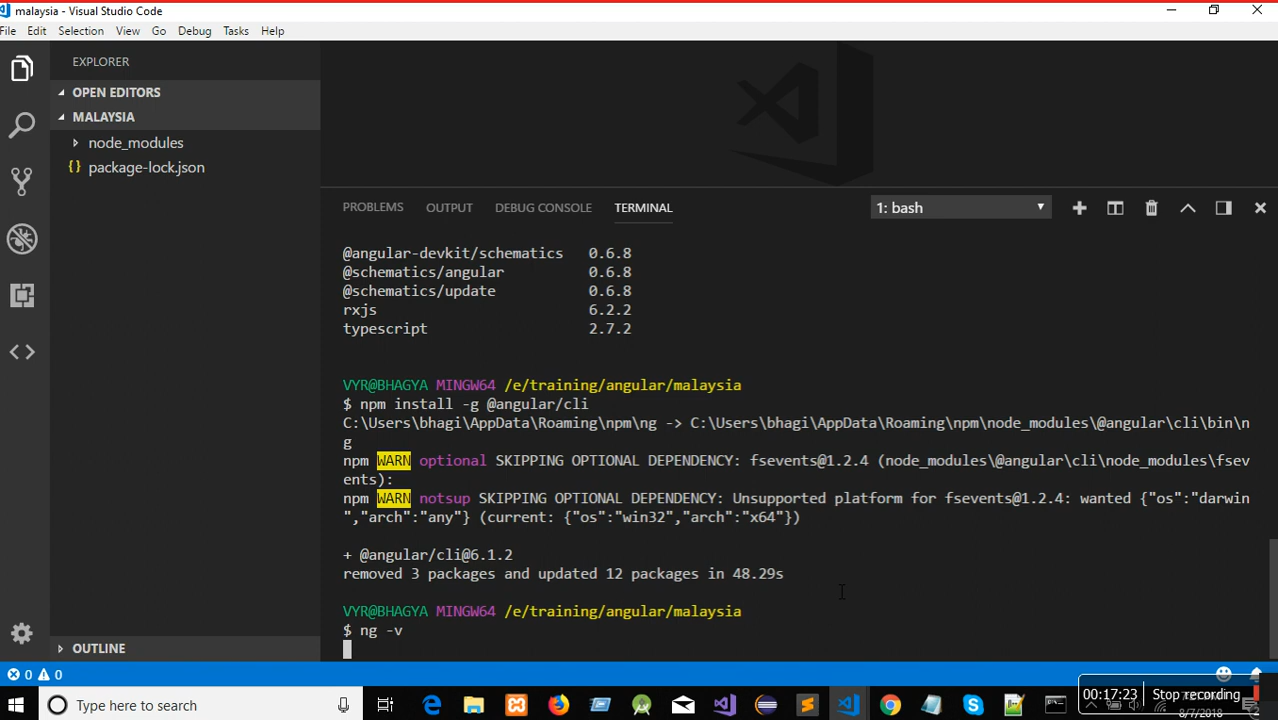 malaysia - Visual Studio Code
File Edit Selection View Go Debug Tasks Help
EXPLORER
OPEN EDITORS
MALAYSIA
node_modules
{} package-lock.json
OUTLINE
PROBLEMS OUTPUT DEBUG CONSOLE TERMINAL
1: bash
@angular-devkit/schematics 0.6.8
@schematics/angular 0.6.8
@schematics/update 0.6.8
rxjs 6.2.2
typescript 2.7.2
VYR@BHAGYA MINGW64 /e/training/angular/malaysia
$ npm install -g @angular/cli
C:\Users\bhagi\AppData\Roaming\npm\ng -> C:\Users\bhagi\AppData\Roaming\npm\node_modules\@angular\cli\bin\n
g
npm WARN optional SKIPPING OPTIONAL DEPENDENCY: fsevents@1.2.4 (node_modules\@angular\cli\node_modules\fsev
ents):
npm WARN notsup SKIPPING OPTIONAL DEPENDENCY: Unsupported platform for fsevents@1.2.4: wanted {"os":"darwin
","arch":"any"} (current: {"os":"win32","arch":"x64"})
+ @angular/cli@6.1.2
removed 3 packages and updated 12 packages in 48.29s
VYR@BHAGYA MINGW64 /e/training/angular/malaysia
$ ng -v
0 0
Type here to search
00:17:23 Stop recording
8/7/2018